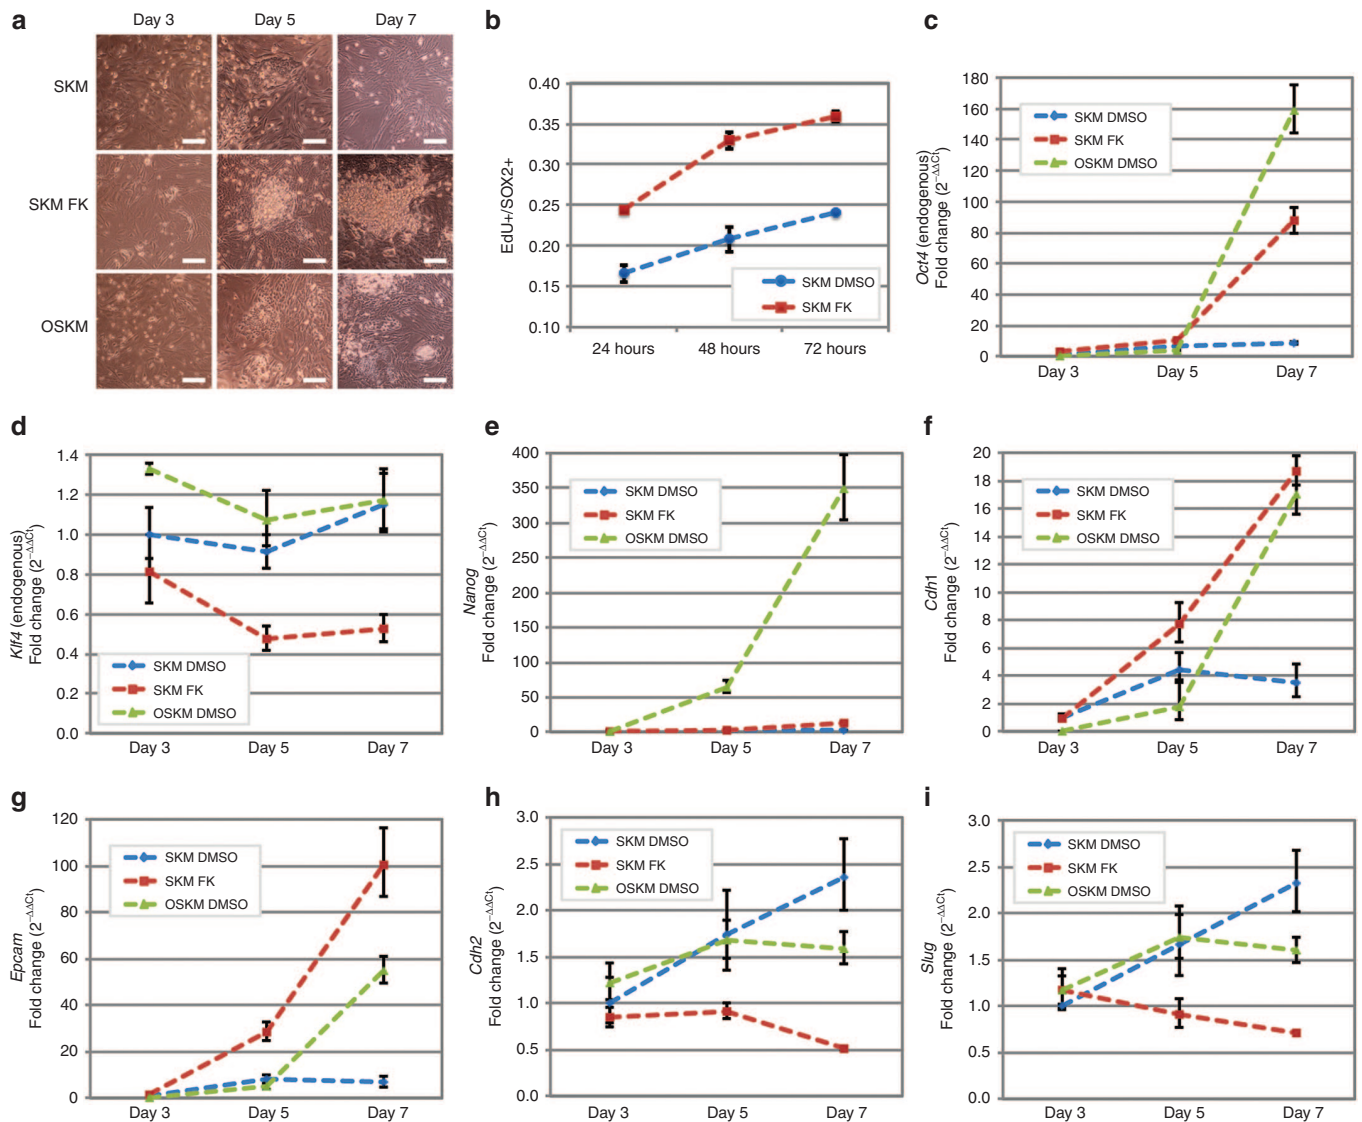 a
Day 3
Day 5
Day 7
SKM
SKM FK
OSKM
b
EdU+/SOX2+
0.40
0.35
0.30
0.25
0.20
0.15
0.10
SKM DMSO
SKM FK
24 hours
48 hours
72 hours
c
Oct4 (endogenous)
Fold change (2−ΔΔCt)
180
160
140
120
100
80
60
40
20
0
SKM DMSO
SKM FK
OSKM DMSO
Day 3
Day 5
Day 7
d
Klf4 (endogenous)
Fold change (2−ΔΔCt)
1.4
1.2
1.0
0.8
0.6
0.4
0.2
0.0
SKM DMSO
SKM FK
OSKM DMSO
Day 3
Day 5
Day 7
e
Nanog
Fold change (2−ΔΔCt)
400
350
300
250
200
150
100
50
0
SKM DMSO
SKM FK
OSKM DMSO
Day 3
Day 5
Day 7
f
Cdh1
Fold change (2−ΔΔCt)
20
18
16
14
12
10
8
6
4
2
0
SKM DMSO
SKM FK
OSKM DMSO
Day 3
Day 5
Day 7
g
Epcam
Fold change (2−ΔΔCt)
120
100
80
60
40
20
0
SKM DMSO
SKM FK
OSKM DMSO
Day 3
Day 5
Day 7
h
Cdh2
Fold change (2−ΔΔCt)
3.0
2.5
2.0
1.5
1.0
0.5
0.0
SKM DMSO
SKM FK
OSKM DMSO
Day 3
Day 5
Day 7
i
Slug
Fold change (2−ΔΔCt)
3.0
2.5
2.0
1.5
1.0
0.5
0.0
SKM DMSO
SKM FK
OSKM DMSO
Day 3
Day 5
Day 7